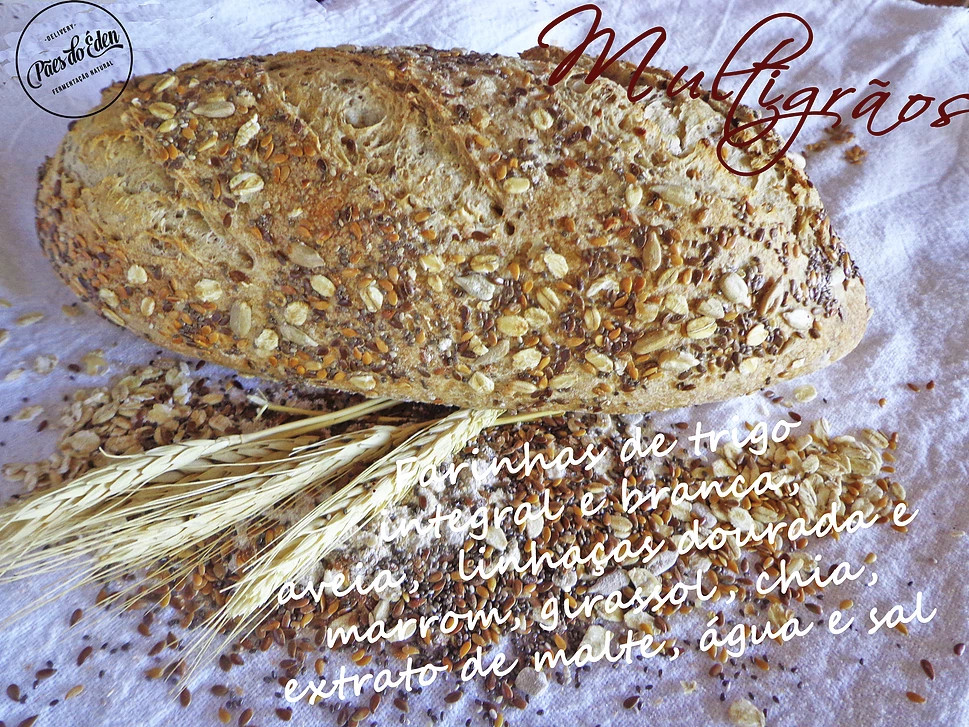 ·DELIVERY·
Pães do Éden
FERMENTAÇÃO NATURAL
Multigrãos
Farinhas de trigo
integral e branca,
aveia, linhaças dourada e
marrom, girassol, chia,
extrato de malte, água e sal